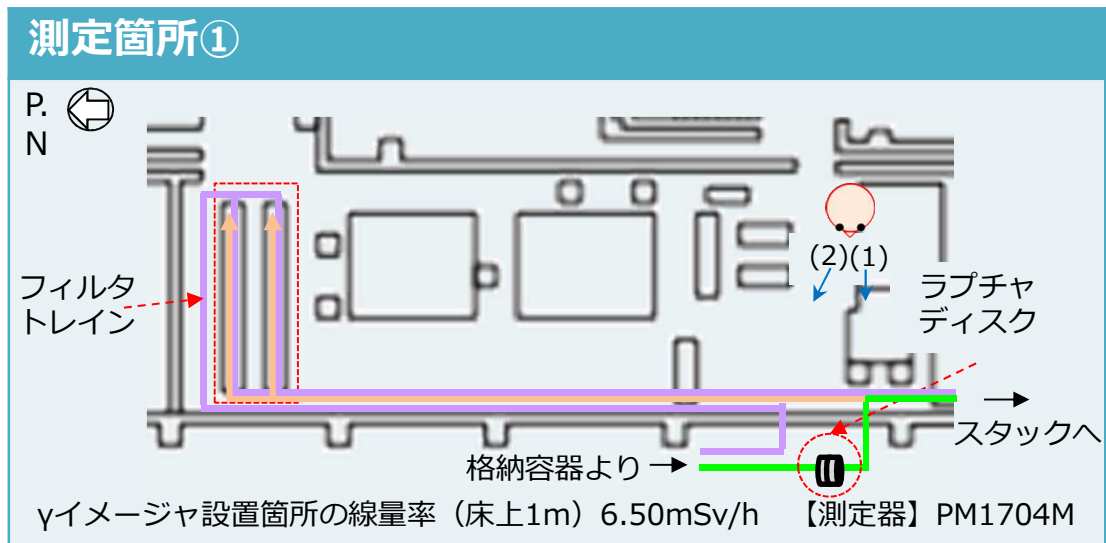 測定箇所①
P.
N
(2)(1)
フィルタ
トレイン
ラプチャ
ディスク
スタックへ
格納容器より
γイメージャ設置箇所の線量率（床上1m）6.50mSv/h 【測定器】PM1704M